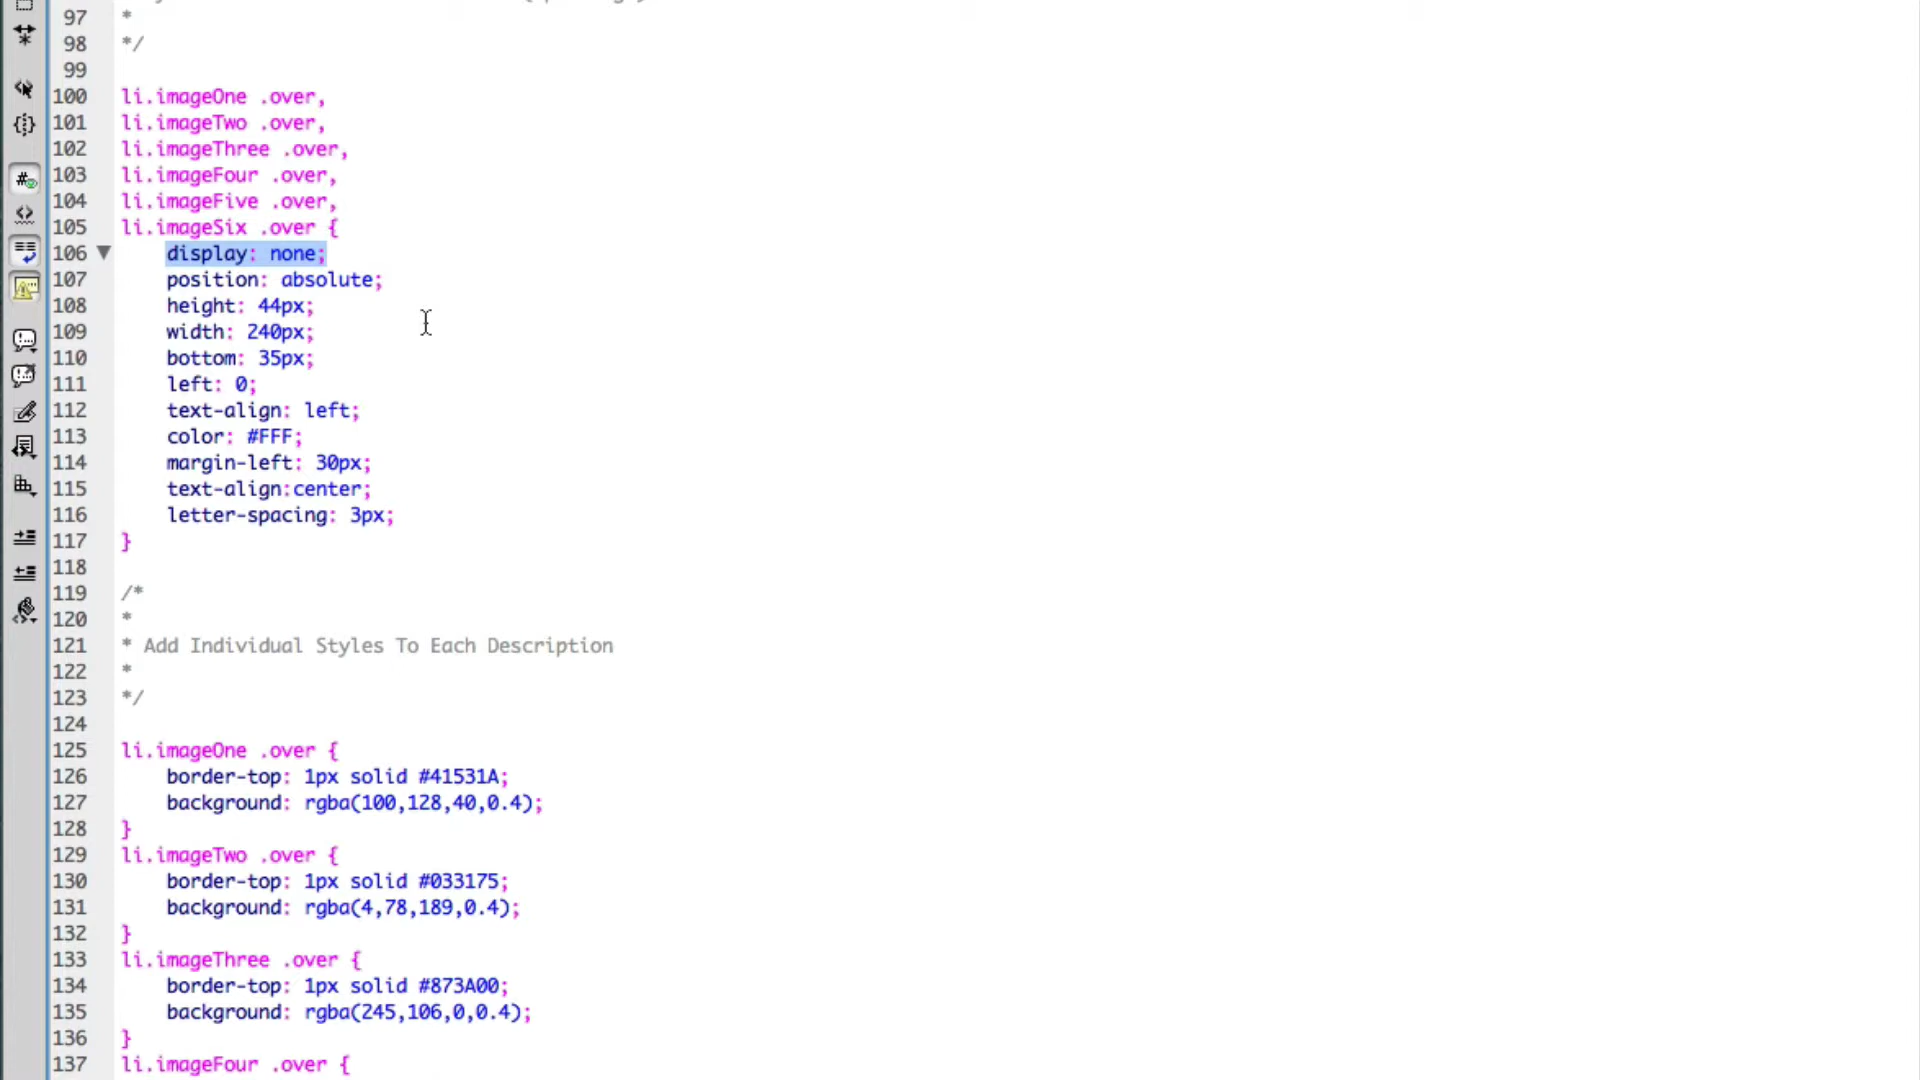 97 *
98 */
99
100 li.imageOne .over,
101 li.imageTwo .over,
102 li.imageThree .over,
103 li.imageFour .over,
104 li.imageFive .over,
105 li.imageSix .over {
106 display: none;
107 position: absolute;
108 height: 44px;
109 width: 240px;
110 bottom: 35px;
111 left: 0;
112 text-align: left;
113 color: #FFF;
114 margin-left: 30px;
115 text-align:center;
116 letter-spacing: 3px;
117 }
118
119 /*
120 *
121 * Add Individual Styles To Each Description
122 *
123 */
124
125 li.imageOne .over {
126 border-top: 1px solid #41531A;
127 background: rgba(100,128,40,0.4);
128 }
129 li.imageTwo .over {
130 border-top: 1px solid #033175;
131 background: rgba(4,78,189,0.4);
132 }
133 li.imageThree .over {
134 border-top: 1px solid #873A00;
135 background: rgba(245,106,0,0.4);
136 }
137 li.imageFour .over {